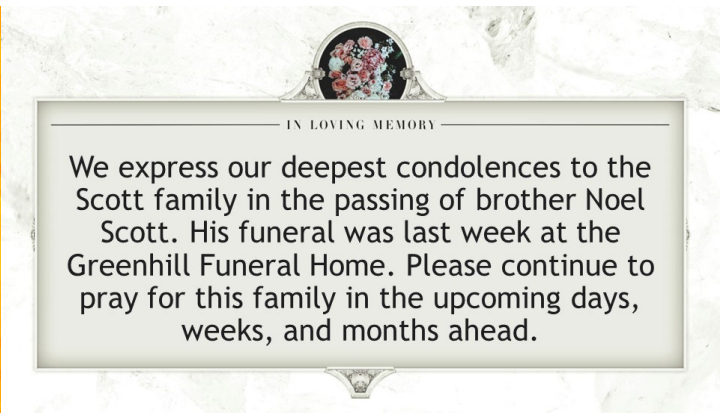 IN LOVING MEMORY
We express our deepest condolences to the
Scott family in the passing of brother Noel
Scott. His funeral was last week at the
Greenhill Funeral Home. Please continue to
pray for this family in the upcoming days,
weeks, and months ahead.